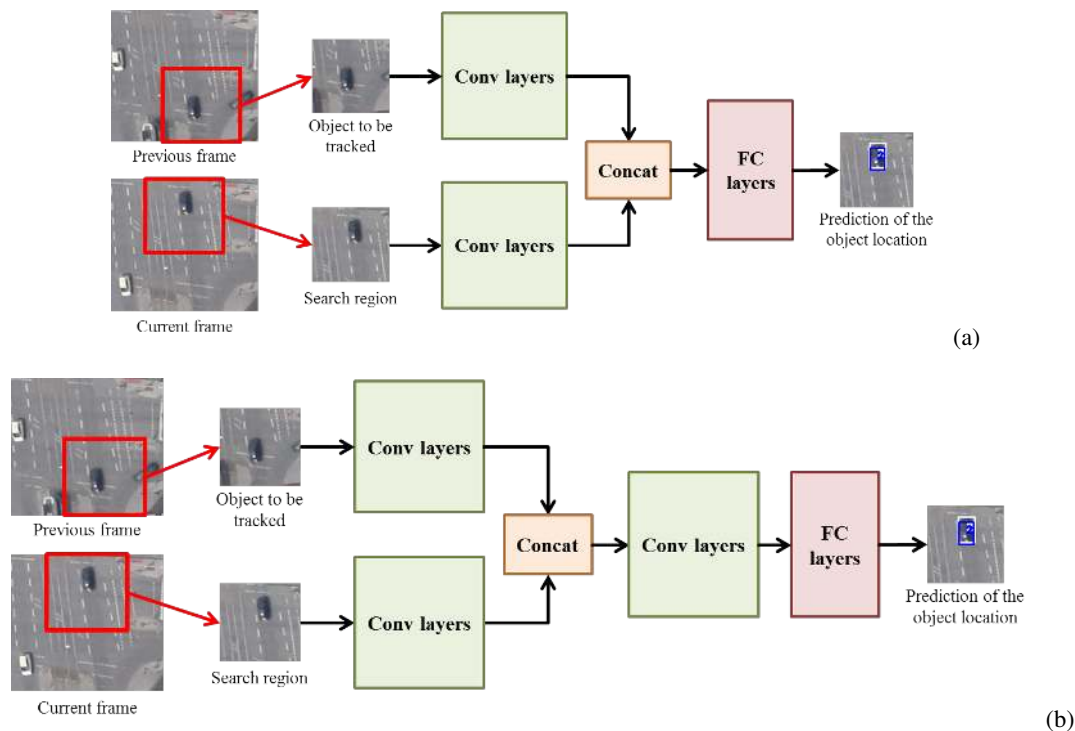 Previous frame
Object to be
tracked
Conv layers
Current frame
Search region
Conv layers
Concat
FC
layers
Prediction of the
object location
(a)
Previous frame
Object to be
tracked
Conv layers
Current frame
Search region
Conv layers
Concat
Conv layers
FC
layers
Prediction of the
object location
(b)